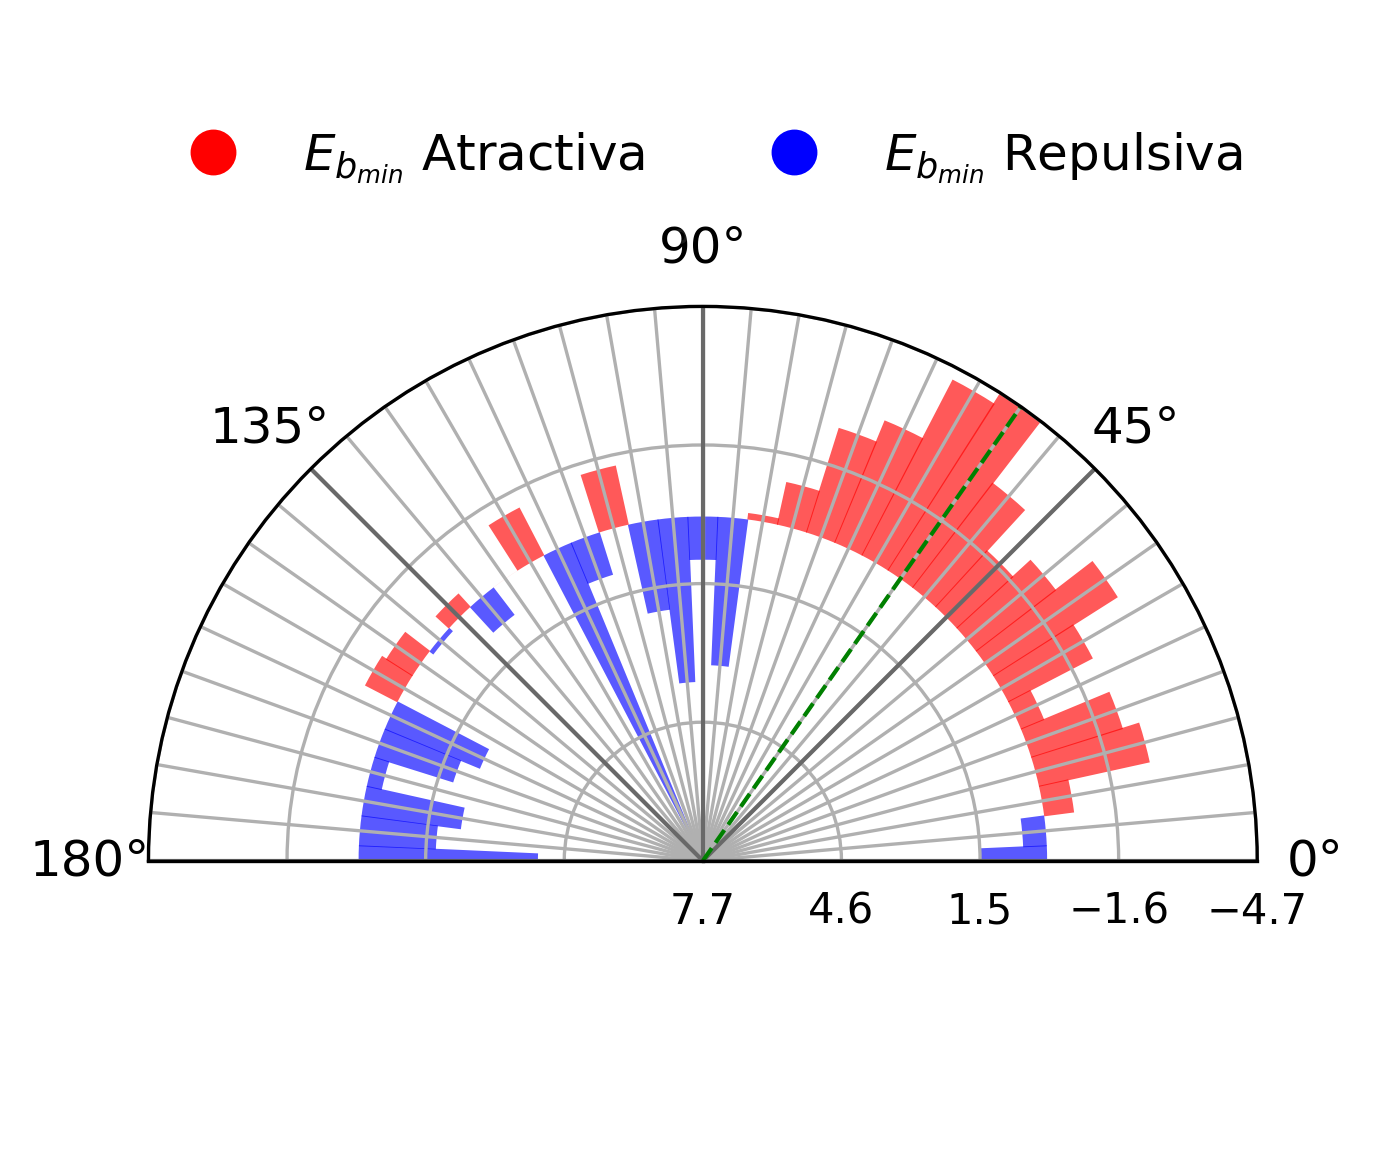 E_{b_{min}} Atractiva E_{b_{min}} Repulsiva
90°
135° 45°
180° 0°
7.7 4.6 1.5 −1.6 −4.7